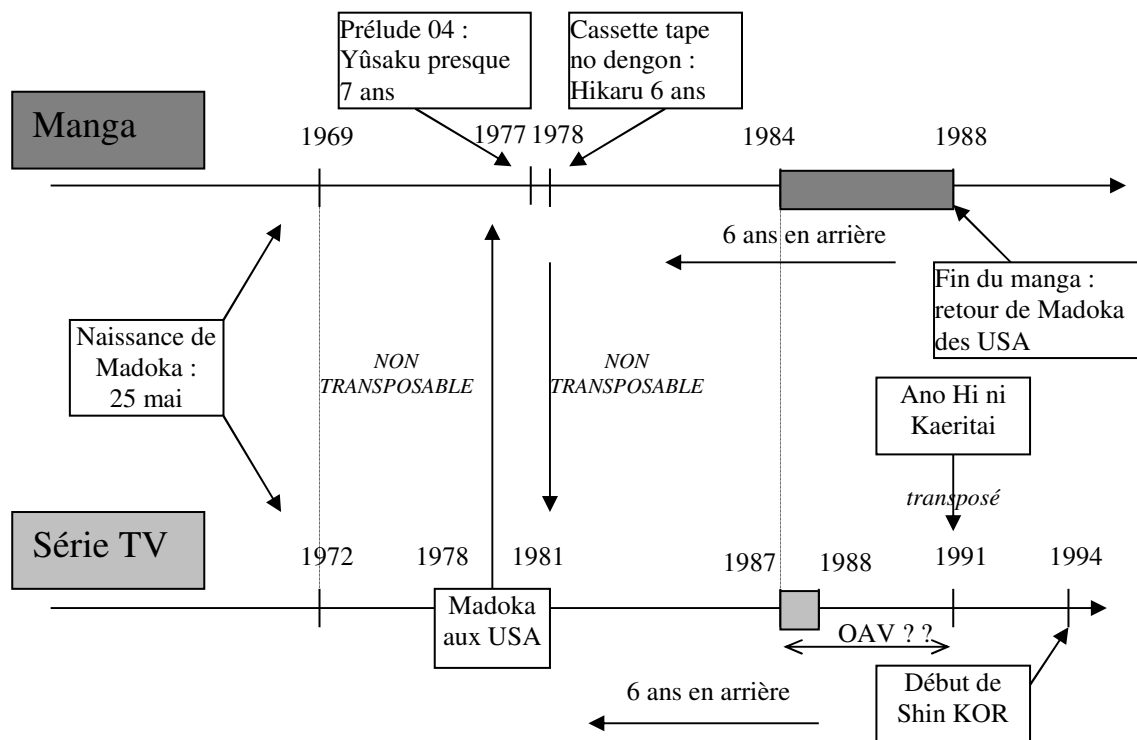 Prélude 04 :
Yûsaku presque
7 ans
Cassette tape
no dengon :
Hikaru 6 ans
Manga
1969
1977
1978
1984
1988
6 ans en arrière
Fin du manga :
retour de Madoka
des USA
Naissance de
Madoka :
25 mai
NON
TRANSPOSABLE
NON
TRANSPOSABLE
Ano Hi ni
Kaeritai
transposé
Série TV
1972
1978
1981
1987
1988
1991
1994
Madoka
aux USA
OAV ? ?
6 ans en arrière
Début de
Shin KOR